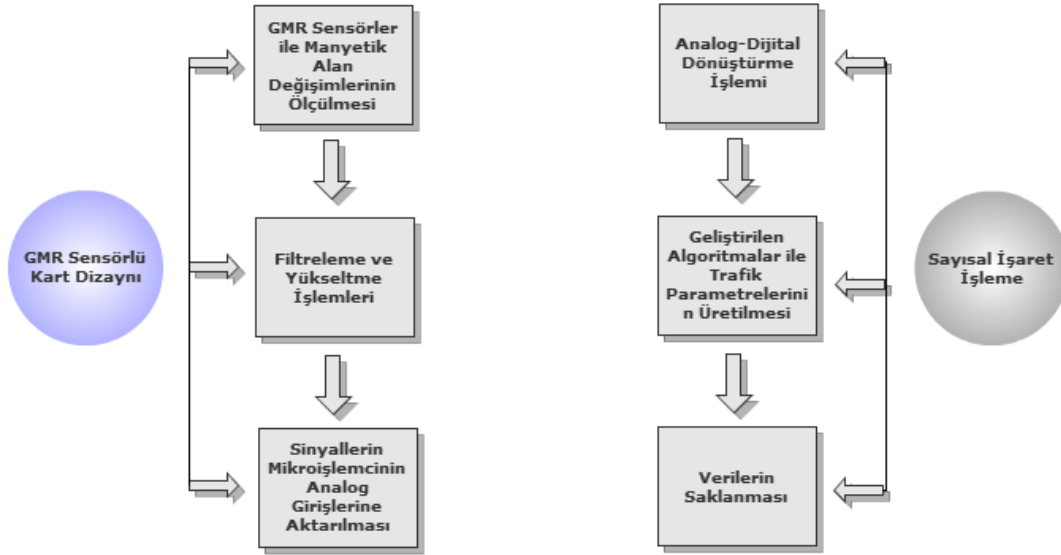 GMR Sensörler
ile Manyetik
Alan
Değişimlerinin
Ölçülmesi
Analog-Dijital
Dönüştürme
İşlemi
GMR Sensörlü
Kart Dizaynı
Filtreleme ve
Yükseltme
İşlemleri
Geliştirilen
Algoritmalar ile
Trafik
Parametrelerini
n Üretilmesi
Sayısal İşaret
İşleme
Sinyallerin
Mikroişlemcinin
Analog
Girişlerine
Aktarılması
Verilerin
Saklanması